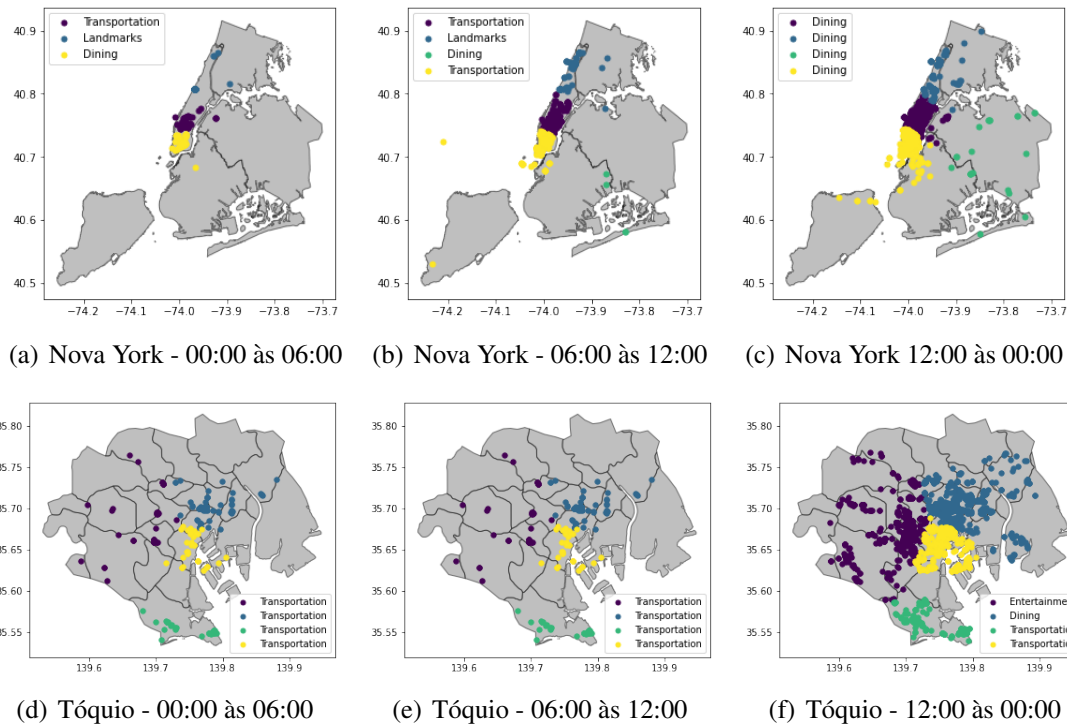 40.9
40.8
40.7
40.6
40.5
Transportation
Landmarks
Dining
−74.2 −74.1 −74.0 −73.9 −73.8 −73.7
40.9
40.8
40.7
40.6
40.5
Transportation
Landmarks
Dining
Transportation
−74.2 −74.1 −74.0 −73.9 −73.8 −73.7
40.9
40.8
40.7
40.6
40.5
Dining
Dining
Dining
Dining
−74.2 −74.1 −74.0 −73.9 −73.8 −73.7
(a) Nova York - 00:00 às 06:00
(b) Nova York - 06:00 às 12:00
(c) Nova York 12:00 às 00:00
35.80
35.75
35.70
35.65
35.60
35.55
Transportation
Transportation
Transportation
Transportation
139.6 139.7 139.8 139.9
35.80
35.75
35.70
35.65
35.60
35.55
Transportation
Transportation
Transportation
Transportation
139.6 139.7 139.8 139.9
35.80
35.75
35.70
35.65
35.60
35.55
Entertainme
Dining
Transportatio
Transportatio
139.6 139.7 139.8 139.9
(d) Tóquio - 00:00 às 06:00
(e) Tóquio - 06:00 às 12:00
(f) Tóquio - 12:00 às 00:00